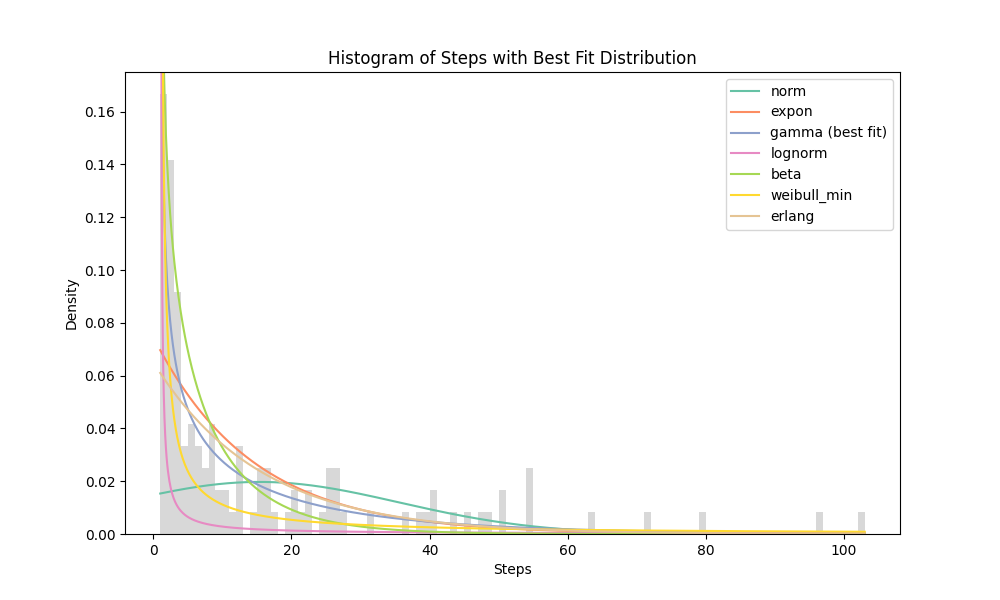 Histogram of Steps with Best Fit Distribution
norm
expon
gamma (best fit)
lognorm
beta
weibull_min
erlang
0.16
0.14
0.12
0.10
0.08
0.06
0.04
0.02
0.00
Density
0 20 40 60 80 100
Steps